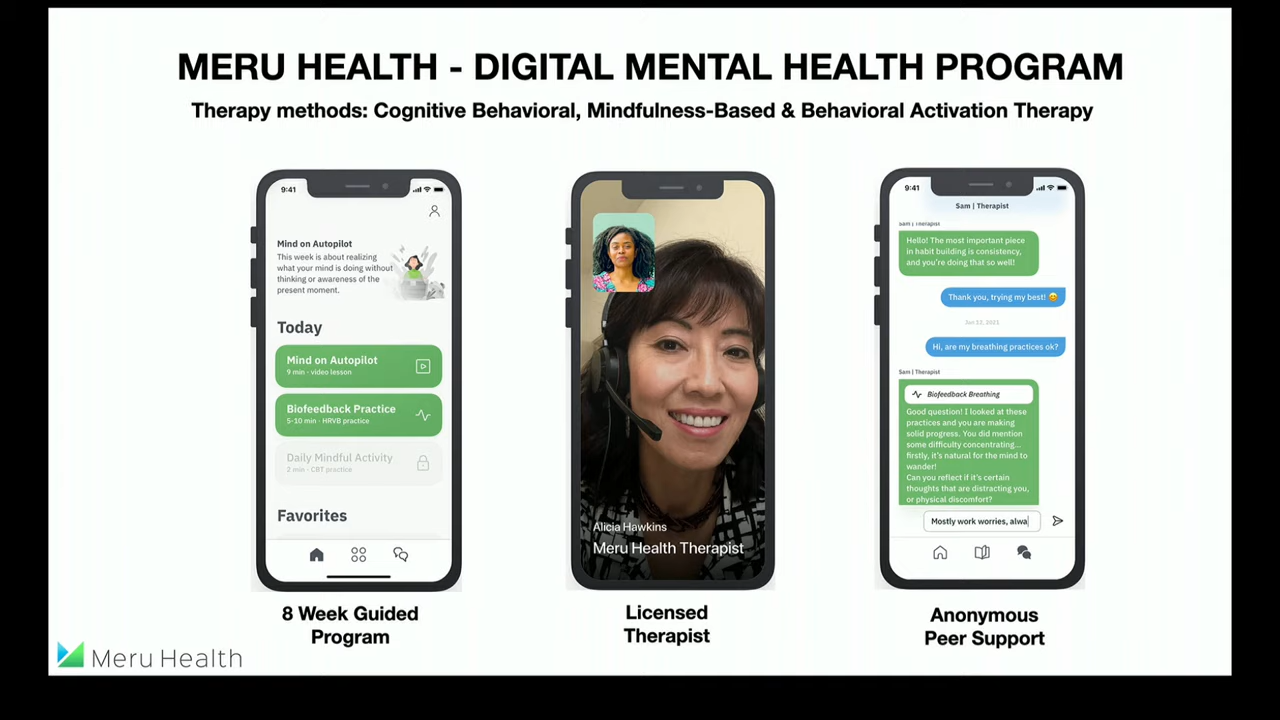 MERU HEALTH - DIGITAL MENTAL HEALTH PROGRAM
Therapy methods: Cognitive Behavioral, Mindfulness-Based & Behavioral Activation Therapy
9:41
Mind on Autopilot
This week is about realizing
what your mind is doing without
thinking or awareness of the
present moment.
Today
Mind on Autopilot
9 min - video lesson
Biofeedback Practice
5-10 min - HRVB practice
Daily Mindful Activity
2 min - CBT practice
Favorites
8 Week Guided
Program
Alicia Hawkins
Meru Health Therapist
Licensed
Therapist
9:41
Sam | Therapist
Sam | Therapist
Hello! The most important piece
in habit building is consistency,
and you're doing that so well!
Thank you, trying my best! 😊
Jan 12, 2021
Hi, are my breathing practices ok?
Sam | Therapist
Biofeedback Breathing
Good question! I looked at these
practices and you are making
solid progress. You did mention
some difficulty concentrating...
firstly, it's natural for the mind to
wander!
Can you reflect if it's certain
thoughts that are distracting you,
or physical discomfort?
Mostly work worries, alwa
Anonymous
Peer Support
Meru Health